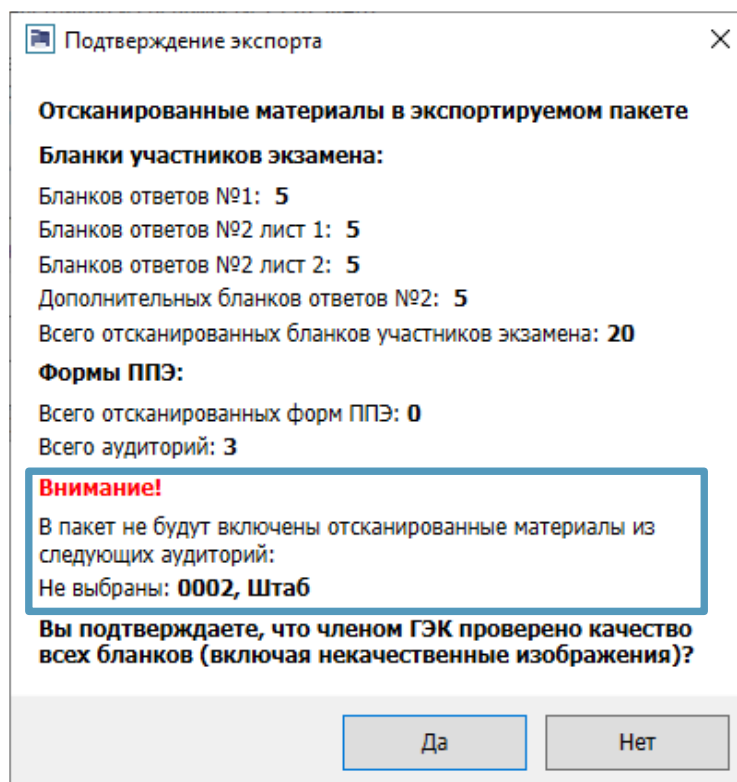 Подтверждение экспорта
Отсканированные материалы в экспортируемом пакете
Бланки участников экзамена:
Бланков ответов №1: 5
Бланков ответов №2 лист 1: 5
Бланков ответов №2 лист 2: 5
Дополнительных бланков ответов №2: 5
Всего отсканированных бланков участников экзамена: 20
Формы ППЭ:
Всего отсканированных форм ППЭ: 0
Всего аудиторий: 3
Внимание!
В пакет не будут включены отсканированные материалы из
следующих аудиторий:
Не выбраны: 0002, Штаб
Вы подтверждаете, что членом ГЭК проверено качество
всех бланков (включая некачественные изображения)?
Да
Нет